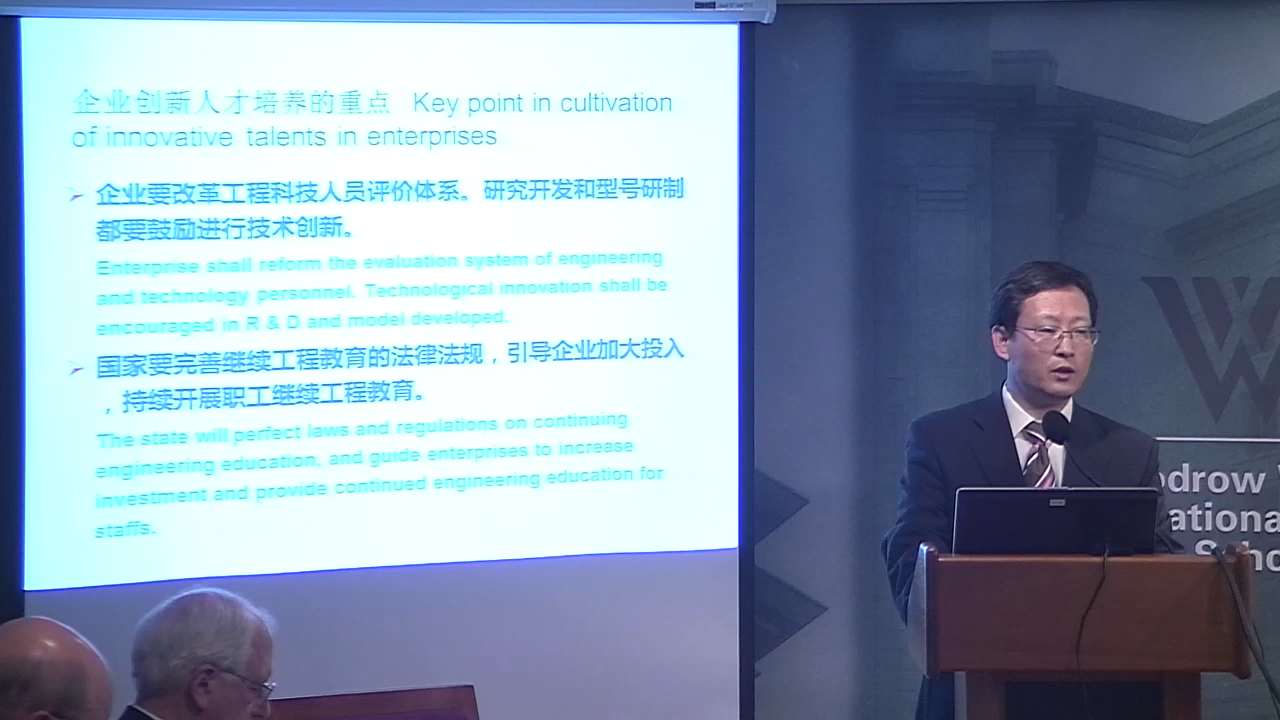 企业创新人才培养的重点 Key point in cultivation
of innovative talents in enterprises
➢ 企业要改革工程科技人员评价体系。研究开发和型号研制
都要鼓励进行技术创新。
Enterprise shall reform the evaluation system of engineering
and technology personnel. Technological innovation shall be
encouraged in R & D and model developed.
➢ 国家要完善继续工程教育的法律法规，引导企业加大投入
，持续开展职工继续工程教育。
The state will perfect laws and regulations on continuing
engineering education, and guide enterprises to increase
investment and provide continued engineering education for
staffs.
W
odrow W
ationa
Scho